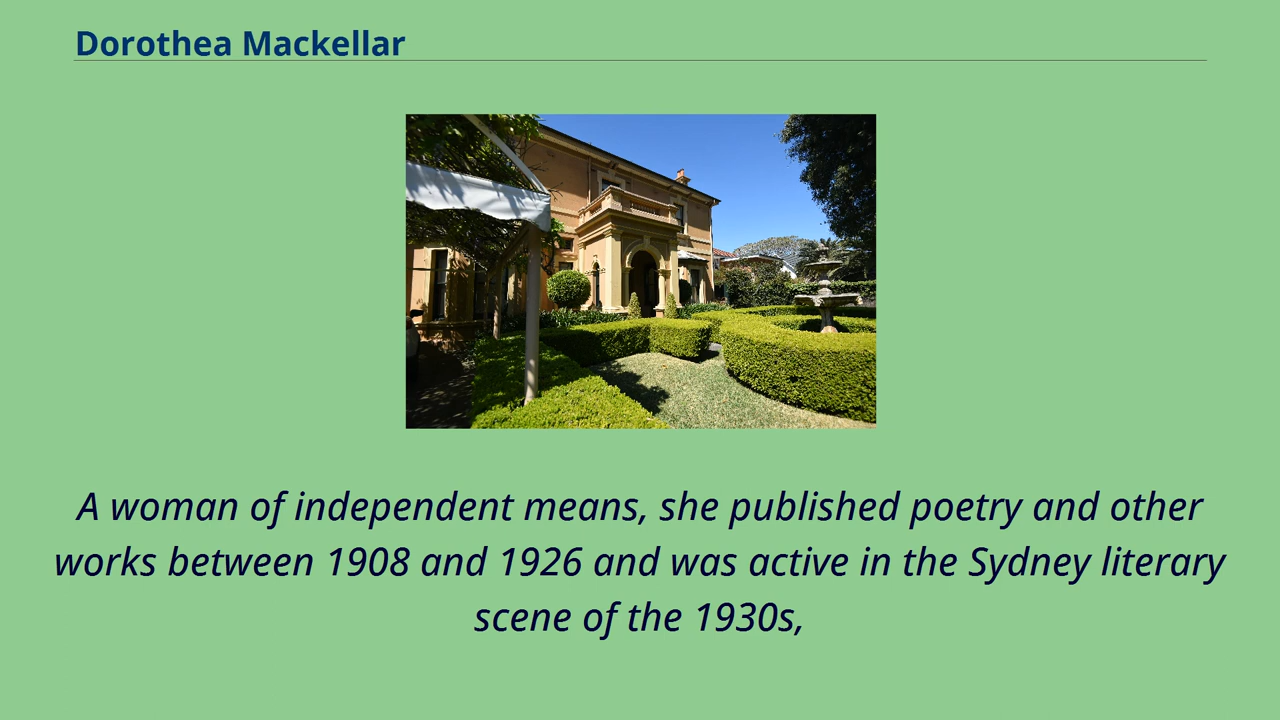 Dorothea Mackellar
A woman of independent means, she published poetry and other
works between 1908 and 1926 and was active in the Sydney literary
scene of the 1930s,